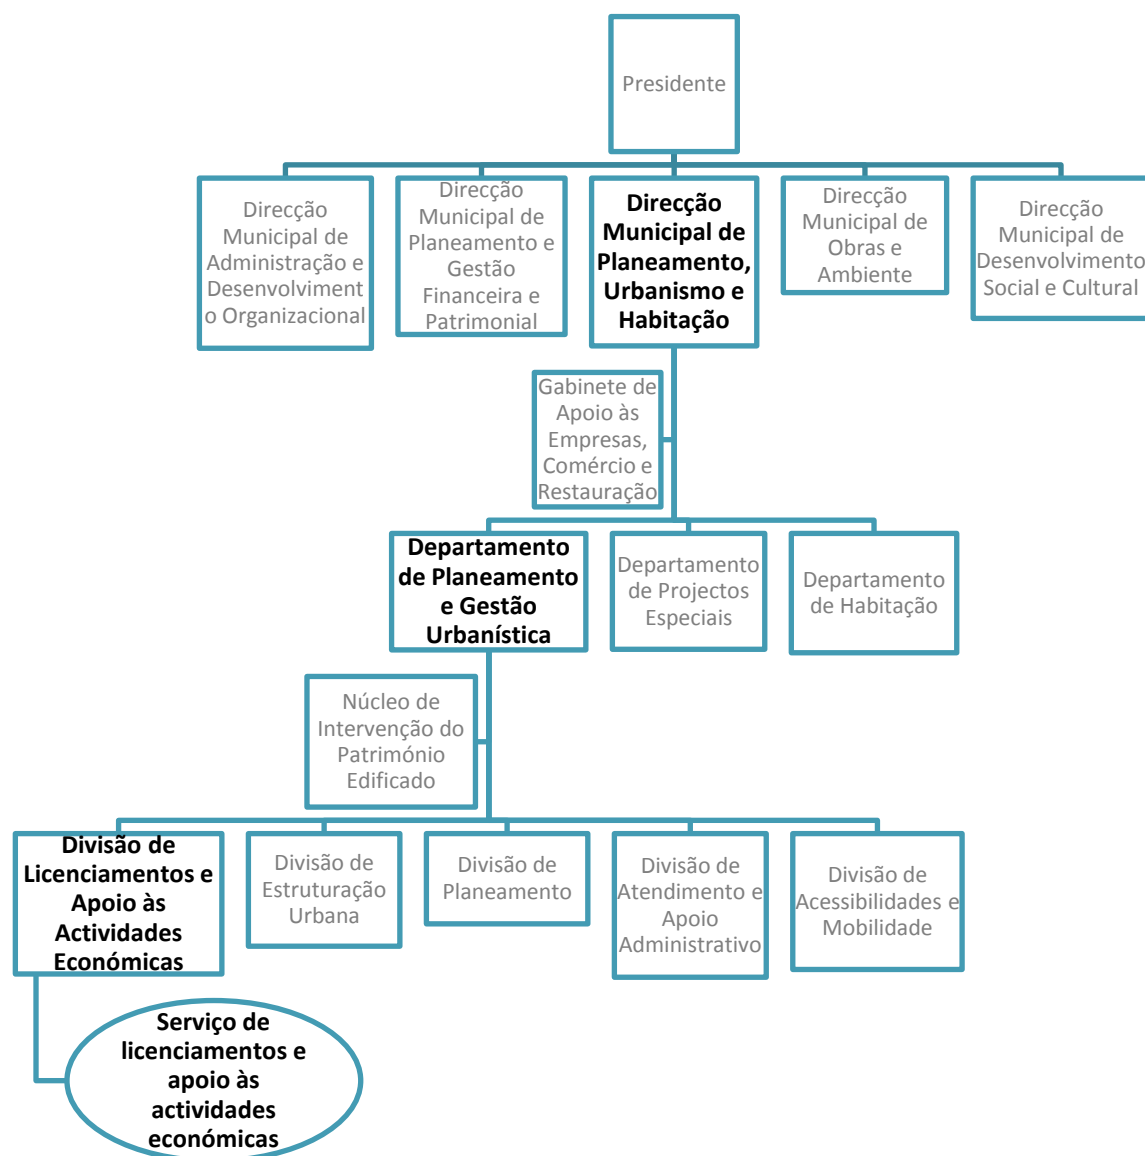 Presidente
Direcção
Municipal de
Administração e
Desenvolviment
o Organizacional
Direcção
Municipal de
Planeamento e
Gestão
Financeira e
Patrimonial
Direcção
Municipal de
Planeamento,
Urbanismo e
Habitação
Direcção
Municipal de
Obras e
Ambiente
Direcção
Municipal de
Desenvolvimento
Social e Cultural
Gabinete de
Apoio às
Empresas,
Comércio e
Restauração
Departamento
de Planeamento
e Gestão
Urbanística
Departamento
de Projectos
Especiais
Departamento
de Habitação
Núcleo de
Intervenção do
Património
Edificado
Divisão de
Licenciamentos e
Apoio às
Actividades
Económicas
Divisão de
Estruturação
Urbana
Divisão de
Planeamento
Divisão de
Atendimento e
Apoio
Administrativo
Divisão de
Acessibilidades e
Mobilidade
Serviço de
licenciamentos e
apoio às
actividades
económicas